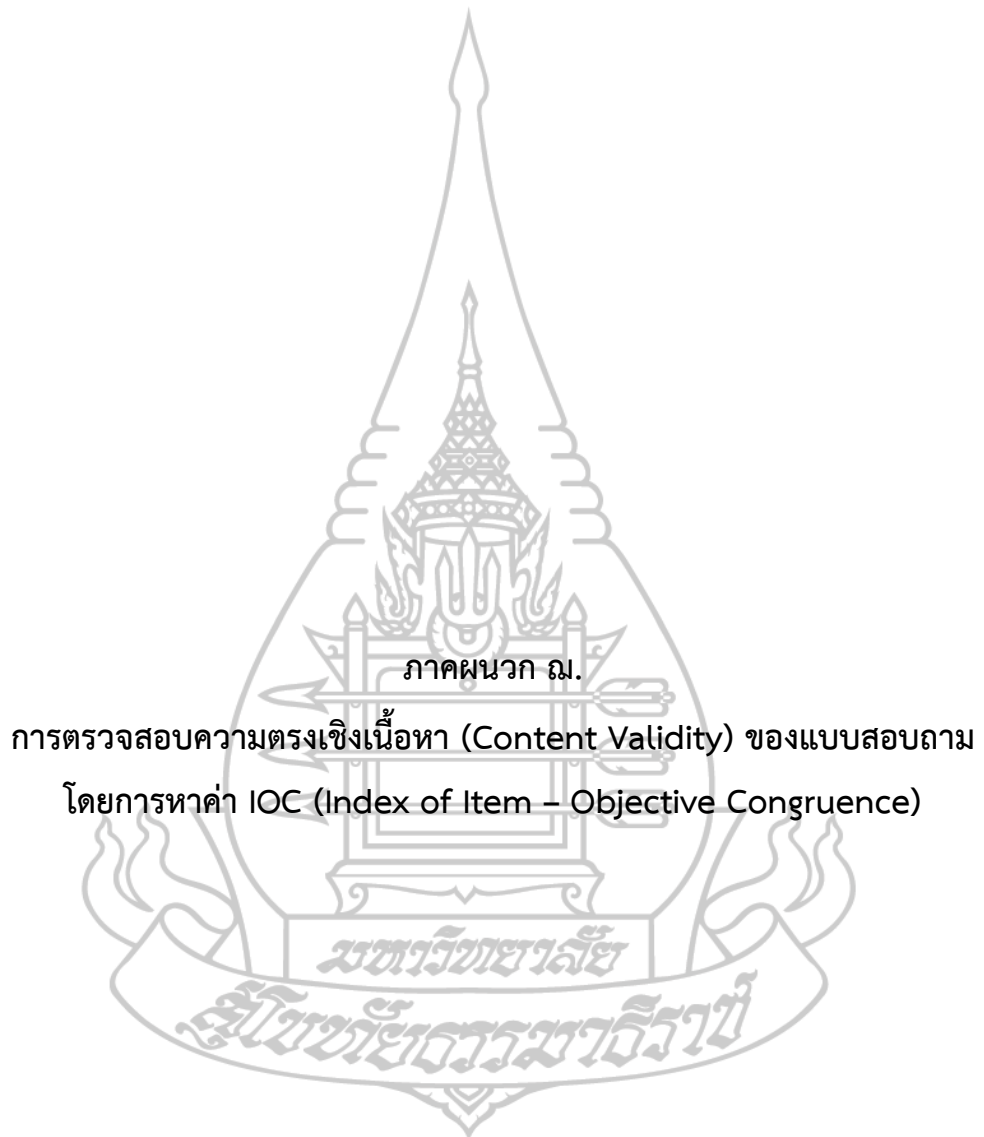 ภาคผนวก ฌ.
การตรวจสอบความตรงเชิงเนื้อหา (Content Validity) ของแบบสอบถาม
โดยการหาค่า IOC (Index of Item – Objective Congruence)
มหาวิทยาลัย
สุโขทัยธรรมาธิราช